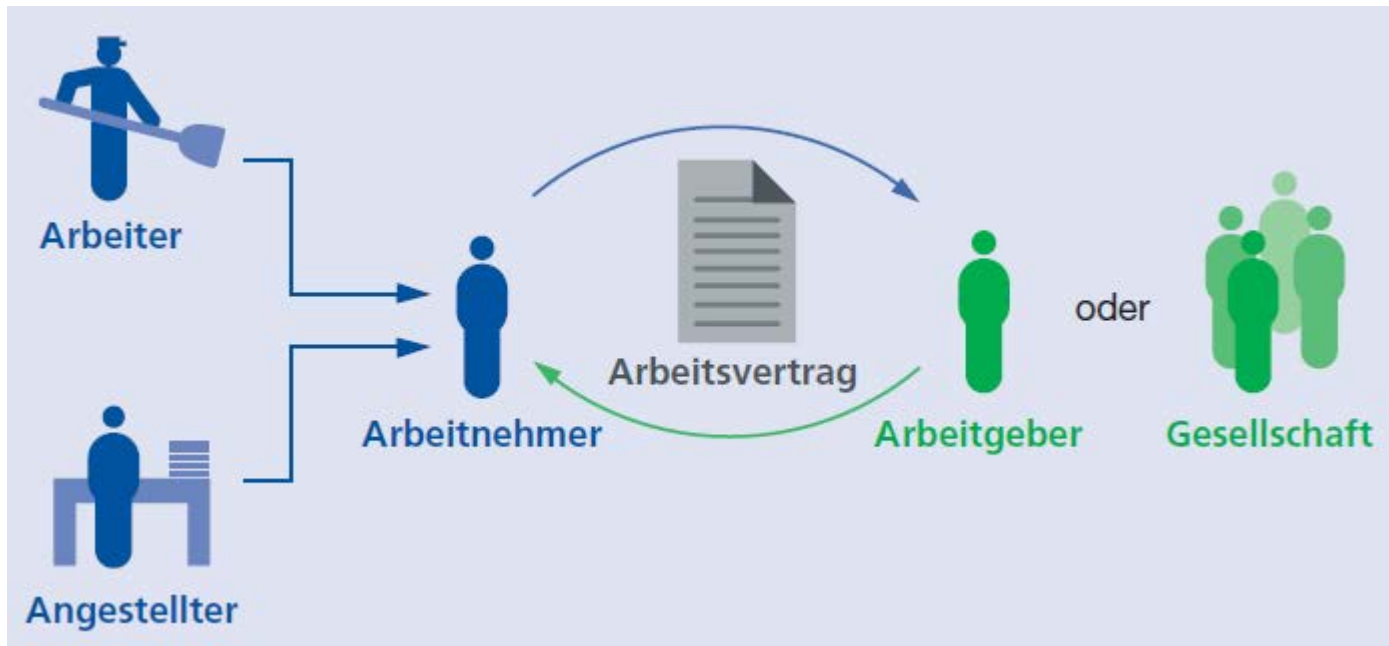 Arbeiter
Arbeitsvertrag
oder
Arbeitnehmer
Arbeitgeber
Gesellschaft
Angestellter